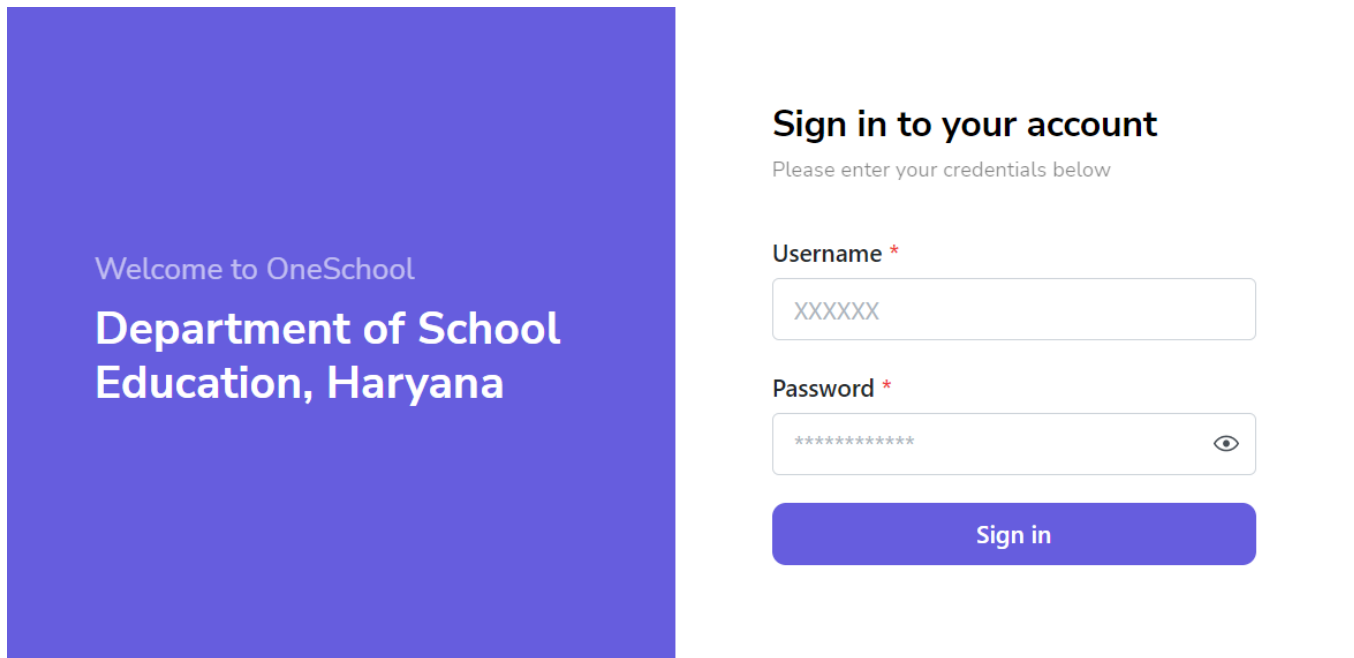 Welcome to OneSchool
Department of School
Education, Haryana
Sign in to your account
Please enter your credentials below
Username *
XXXXXX
Password *
************
Sign in